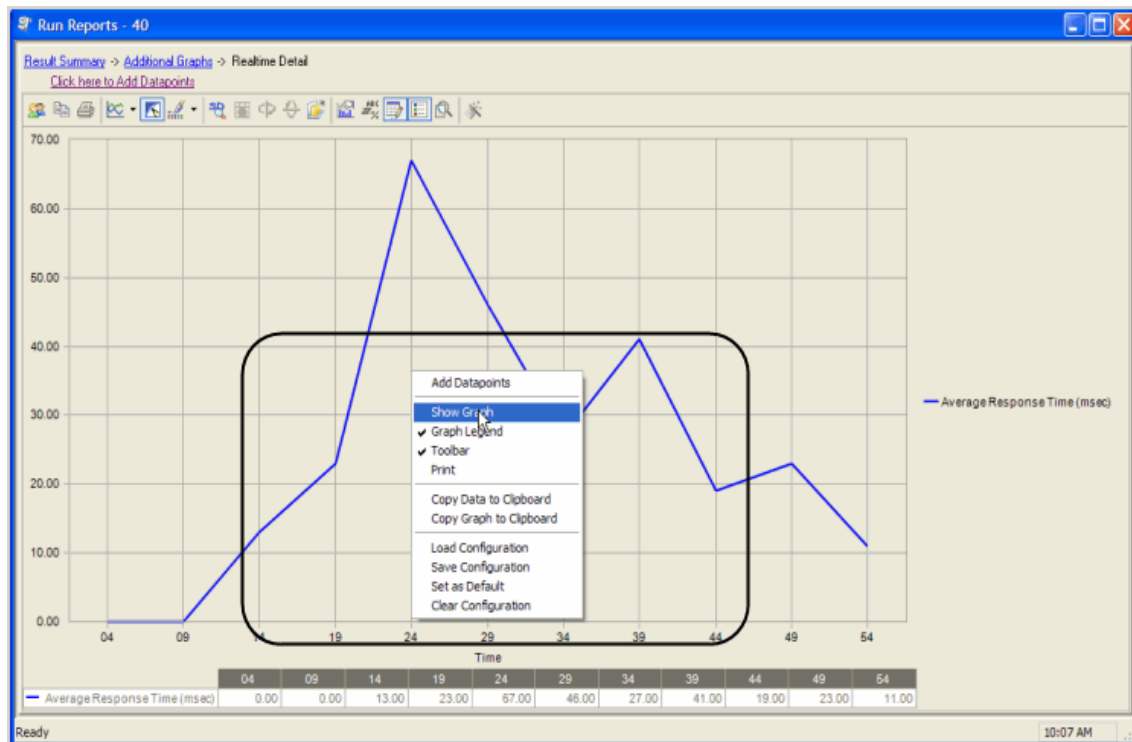 Run Reports - 40
Result Summary -> Additional Graphs -> Realtime Detail
Click here to Add Datapoints
70.00
60.00
50.00
40.00
30.00
20.00
10.00
0.00
Add Datapoints
Show Graph
Graph Legend
Toolbar
Print
Copy Data to Clipboard
Copy Graph to Clipboard
Load Configuration
Save Configuration
Set as Default
Clear Configuration
Average Response Time (msec)
04 09 14 19 24 29 34 39 44 49 54
Time
04 09 14 19 24 29 34 39 44 49 54
Average Response Time (msec) 0.00 0.00 13.00 23.00 67.00 46.00 27.00 41.00 19.00 23.00 11.00
Ready 10:07 AM